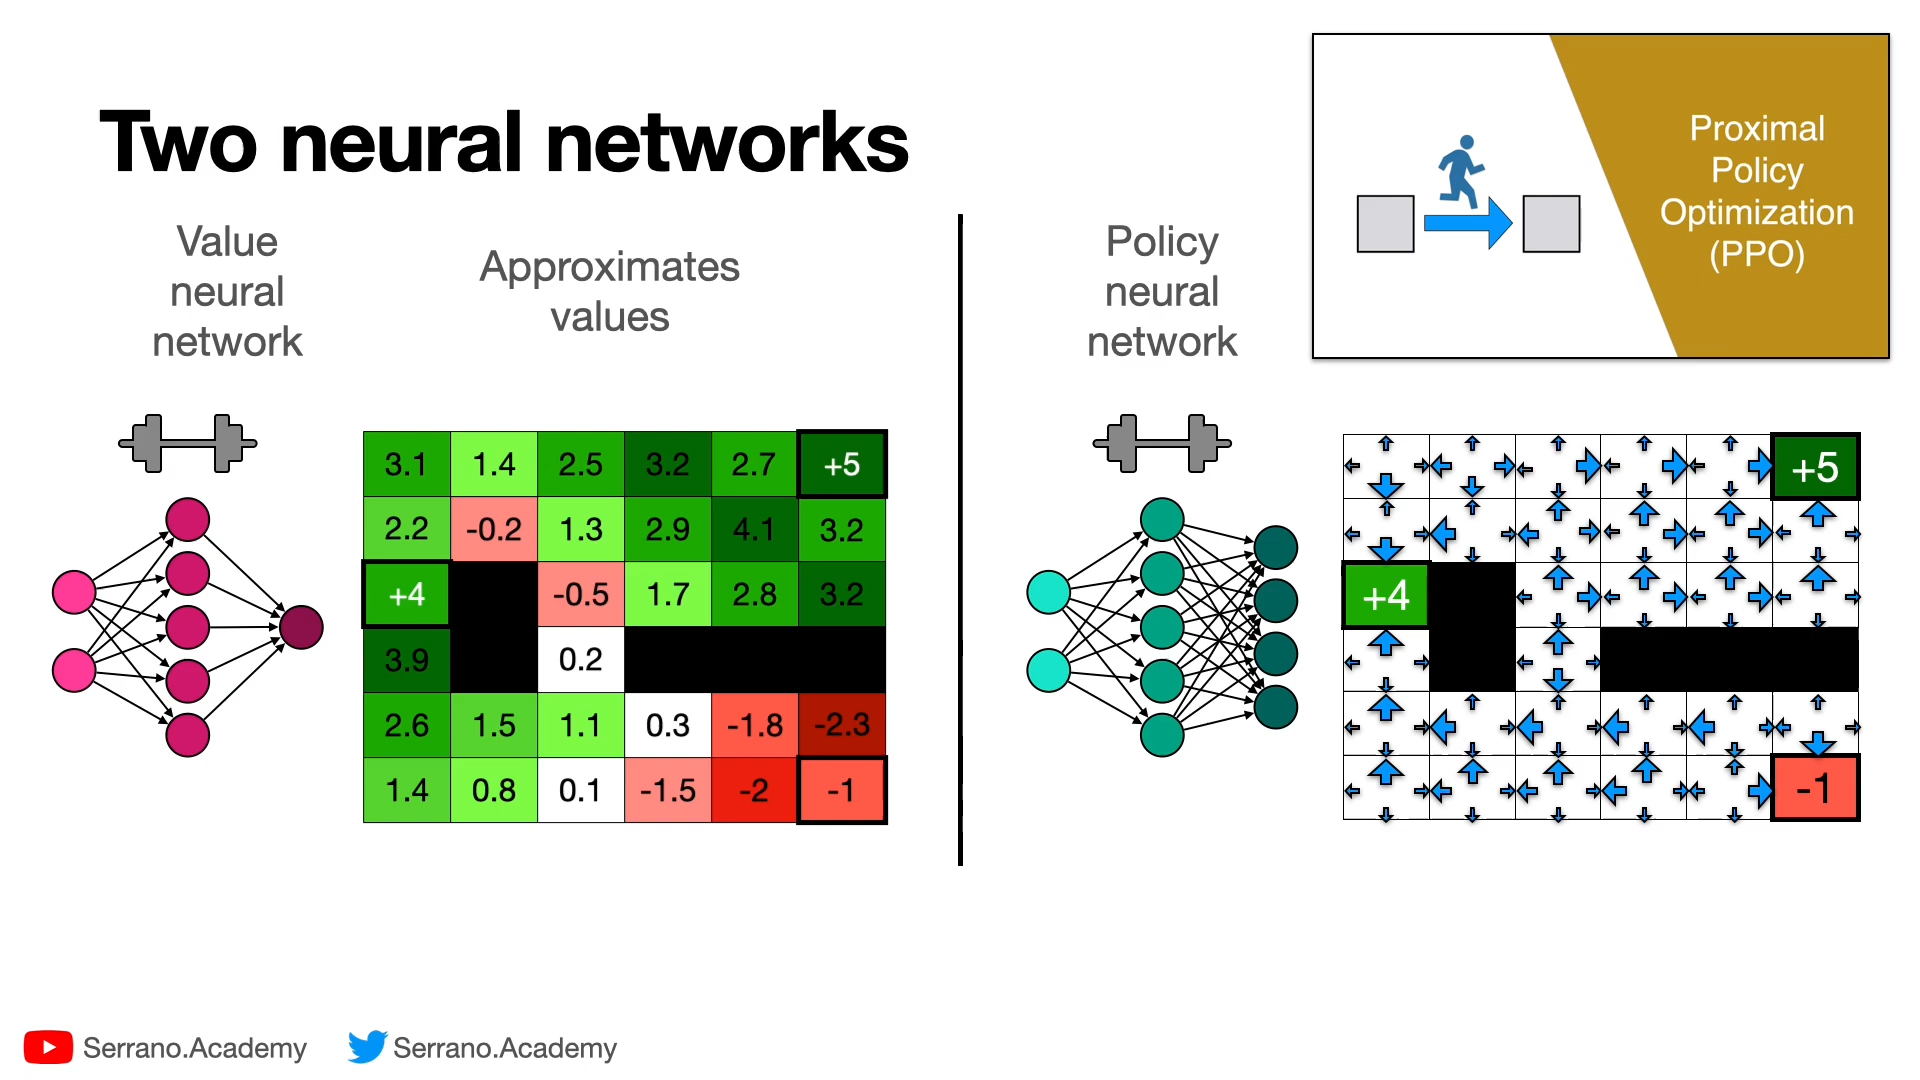 Two neural networks
Value
neural
network
Approximates
values
3.1 1.4 2.5 3.2 2.7 +5
2.2 -0.2 1.3 2.9 4.1 3.2
+4 -0.5 1.7 2.8 3.2
3.9 0.2
2.6 1.5 1.1 0.3 -1.8 -2.3
1.4 0.8 0.1 -1.5 -2 -1
Policy
neural
network
Proximal
Policy
Optimization
(PPO)
+5
+4
-1
Serrano.Academy
Serrano.Academy